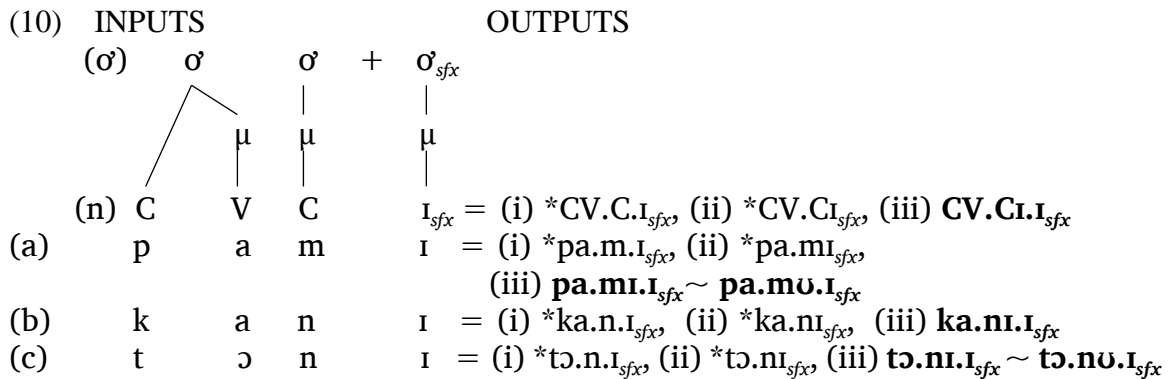 (10) INPUTS OUTPUTS
(σ) σ σ + σsfx
μ μ μ
(n) C V C ɪsfx = (i) *CV.C.ɪsfx, (ii) *CV.Cɪsfx, (iii) CV.Cɪ.ɪsfx
(a) p a m ɪ = (i) *pa.m.ɪsfx, (ii) *pa.mɪsfx,
(iii) pa.mɪ.ɪsfx ~ pa.mʊ.ɪsfx
(b) k a n ɪ = (i) *ka.n.ɪsfx, (ii) *ka.nɪsfx, (iii) ka.nɪ.ɪsfx
(c) t ɔ n ɪ = (i) *tɔ.n.ɪsfx, (ii) *tɔ.nɪsfx, (iii) tɔ.nɪ.ɪsfx ~ tɔ.nʊ.ɪsfx